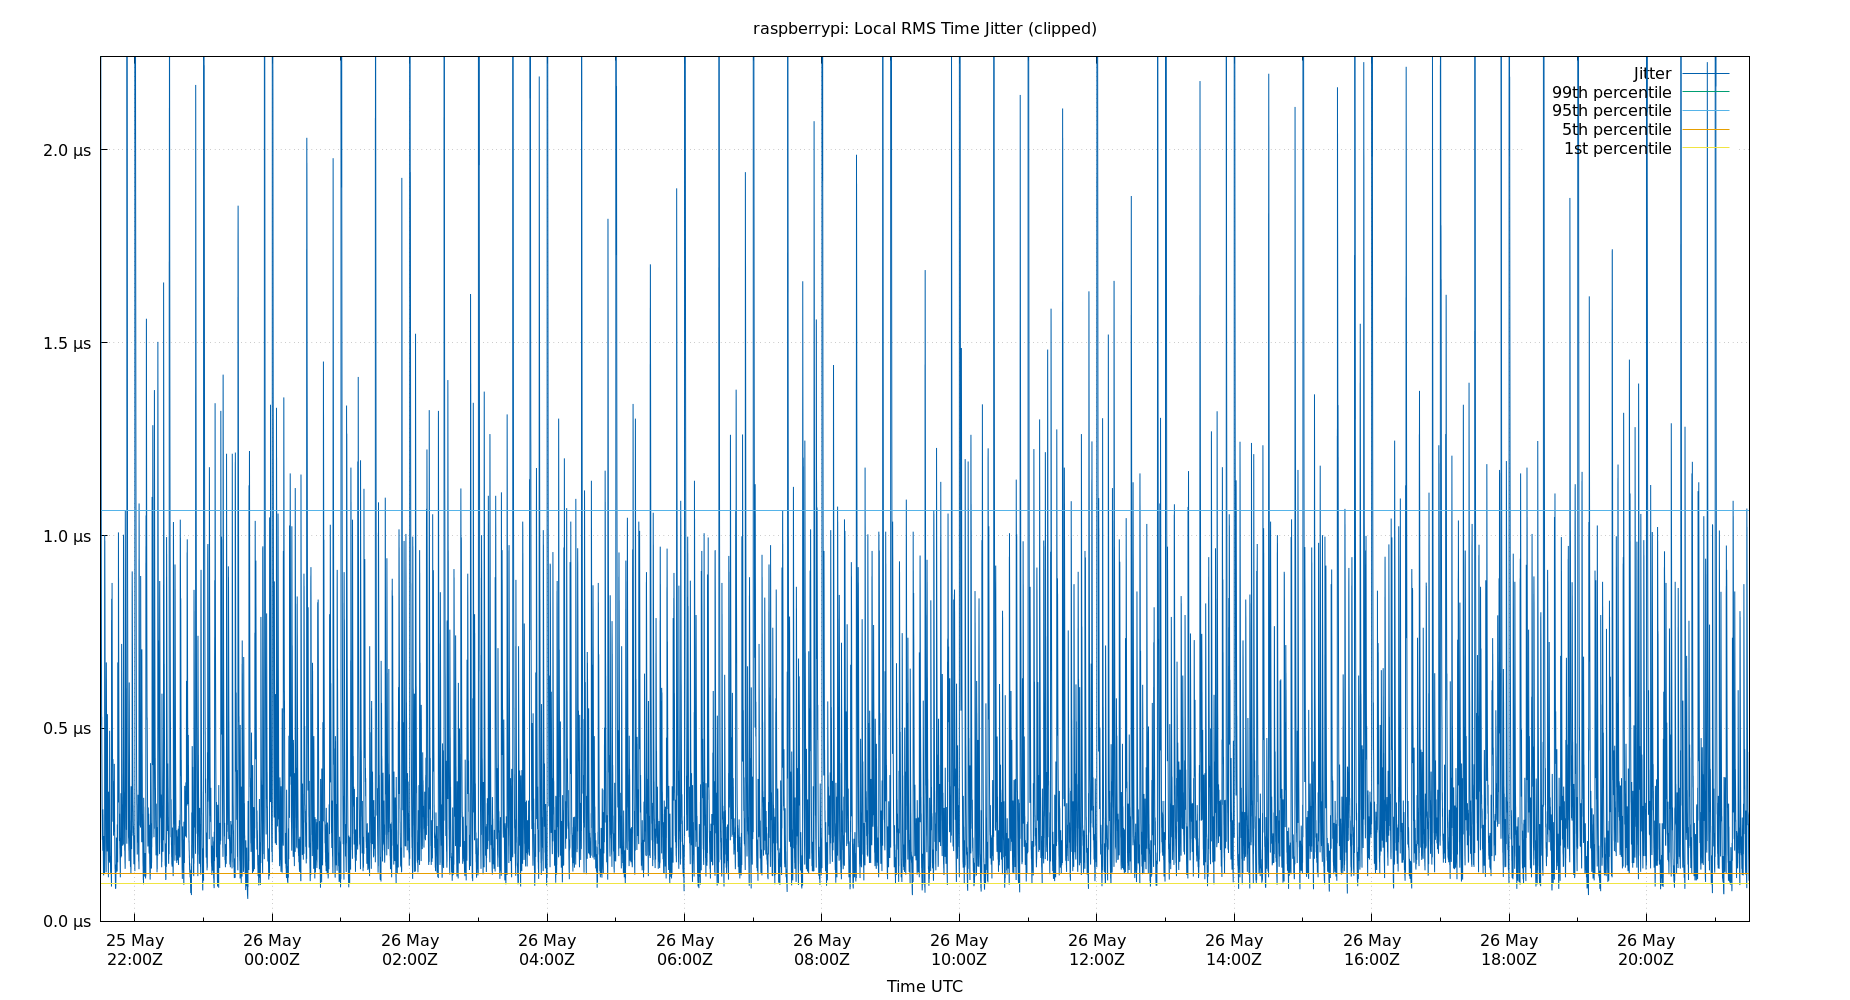 raspberrypi: Local RMS Time Jitter (clipped)
Jitter
99th percentile
95th percentile
5th percentile
1st percentile
2.0 µs
1.5 µs
1.0 µs
0.5 µs
0.0 µs
25 May 26 May 26 May 26 May 26 May 26 May 26 May 26 May 26 May 26 May 26 May 26 May
22:00Z 00:00Z 02:00Z 04:00Z 06:00Z 08:00Z 10:00Z 12:00Z 14:00Z 16:00Z 18:00Z 20:00Z
Time UTC